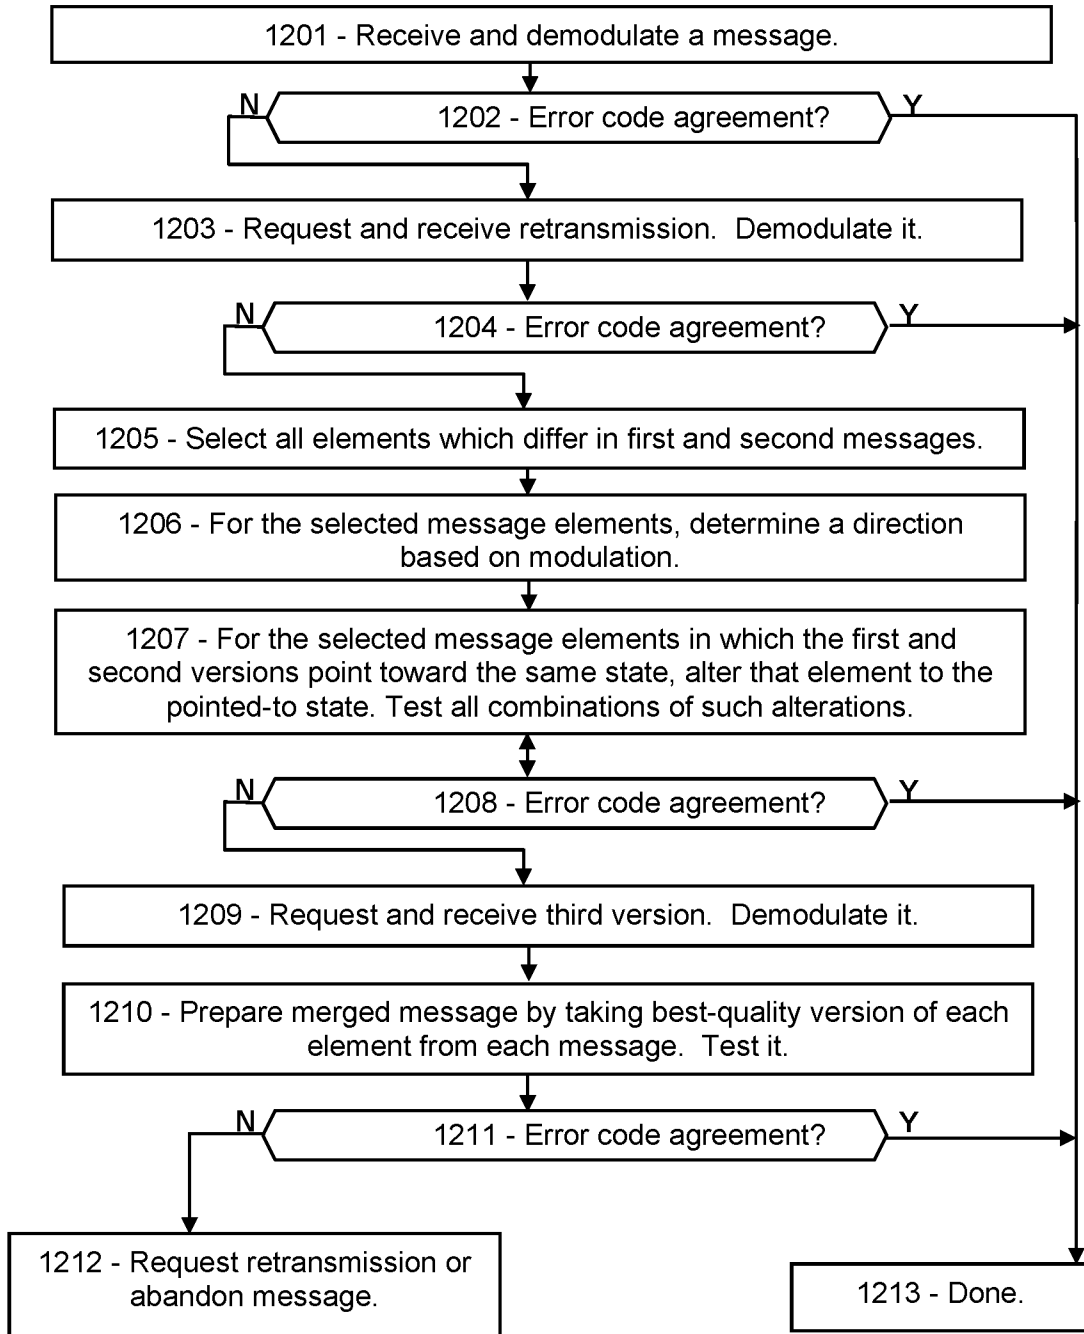 1201 - Receive and demodulate a message.
N
Y
1202 - Error code agreement?
1203 - Request and receive retransmission.  Demodulate it.
N
Y
1204 - Error code agreement?
1205 - Select all elements which differ in first and second messages.
1206 - For the selected message elements, determine a direction
based on modulation.
1207 - For the selected message elements in which the first and
second versions point toward the same state, alter that element to the
pointed-to state. Test all combinations of such alterations.
N
Y
1208 - Error code agreement?
1209 - Request and receive third version.  Demodulate it.
1210 - Prepare merged message by taking best-quality version of each
element from each message.  Test it.
N
Y
1211 - Error code agreement?
1212 - Request retransmission or
abandon message.
1213 - Done.